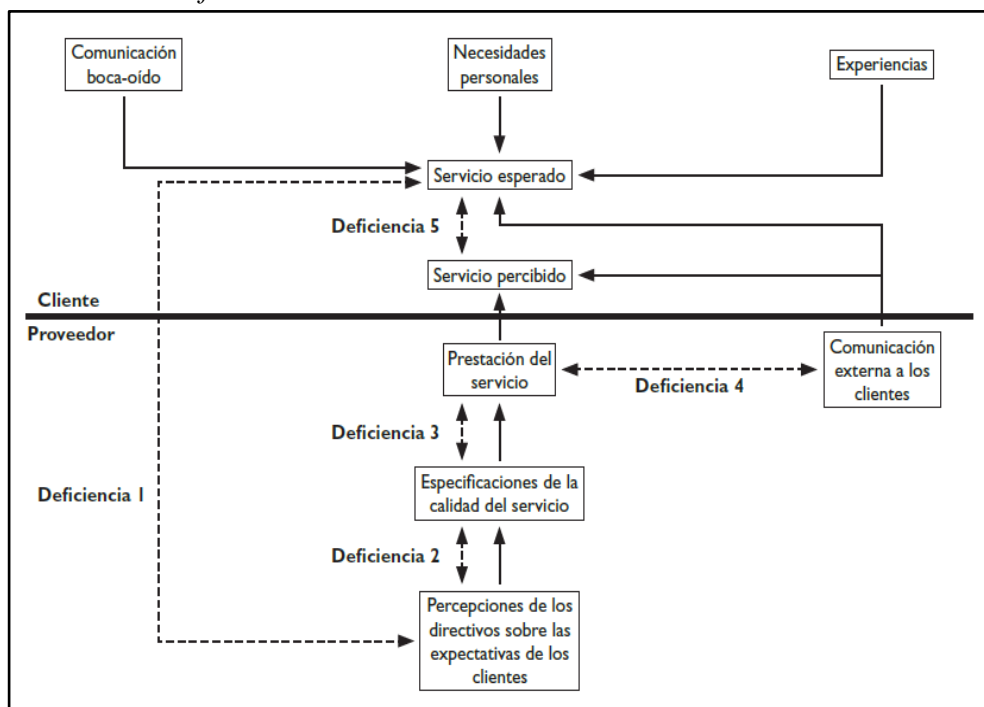 Comunicación
boca-oído
Necesidades
personales
Experiencias
Servicio esperado
Deficiencia 5
Servicio percibido
Cliente
Proveedor
Prestación del
servicio
Comunicación
externa a los
clientes
Deficiencia 4
Deficiencia 3
Especificaciones de la
calidad del servicio
Deficiencia 1
Deficiencia 2
Percepciones de los
directivos sobre las
expectativas de los
clientes